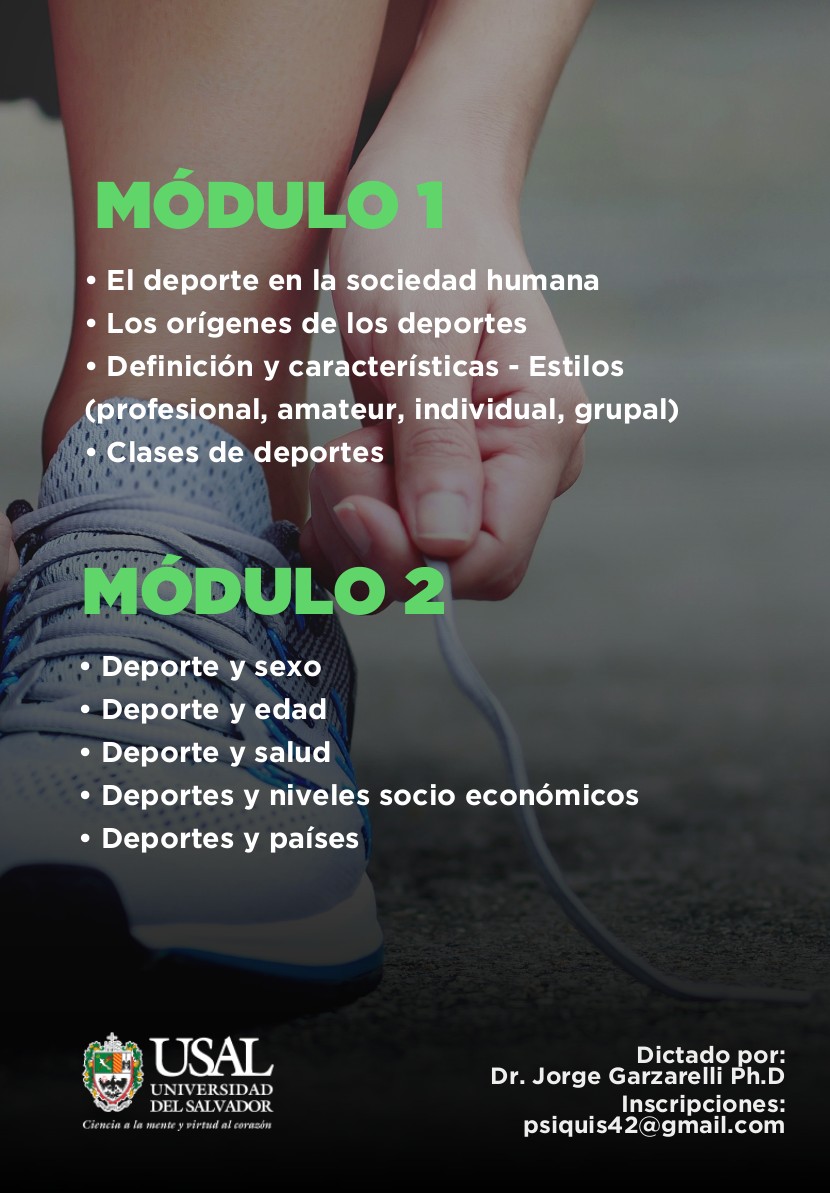 MÓDULO 1
• El deporte en la sociedad humana
• Los orígenes de los deportes
• Definición y características - Estilos
(profesional, amateur, individual, grupal)
• Clases de deportes
MÓDULO 2
• Deporte y sexo
• Deporte y edad
• Deporte y salud
• Deportes y niveles socio económicos
• Deportes y países
USAL
UNIVERSIDAD
DEL SALVADOR
Ciencia a la mente y virtud al corazón
Dictado por:
Dr. Jorge Garzarelli Ph.D
Inscripciones:
psiquis42@gmail.com